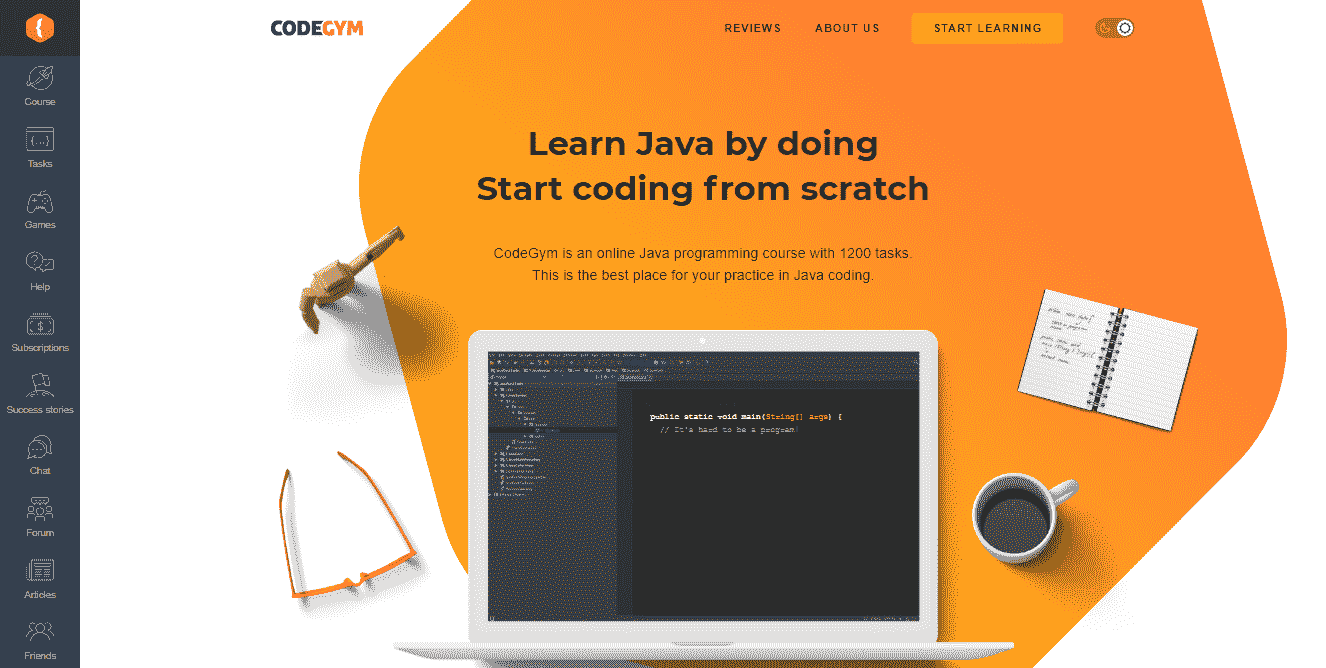 CODEGYM
REVIEWS
ABOUT US
START LEARNING
Course
Tasks
Games
Help
Subscriptions
Success stories
Chat
Forum
Articles
Friends
Learn Java by doing
Start coding from scratch
CodeGym is an online Java programming course with 1200 tasks.
This is the best place for your practice in Java coding.
public static void main(String[] args) {
// It's hard to be a program!